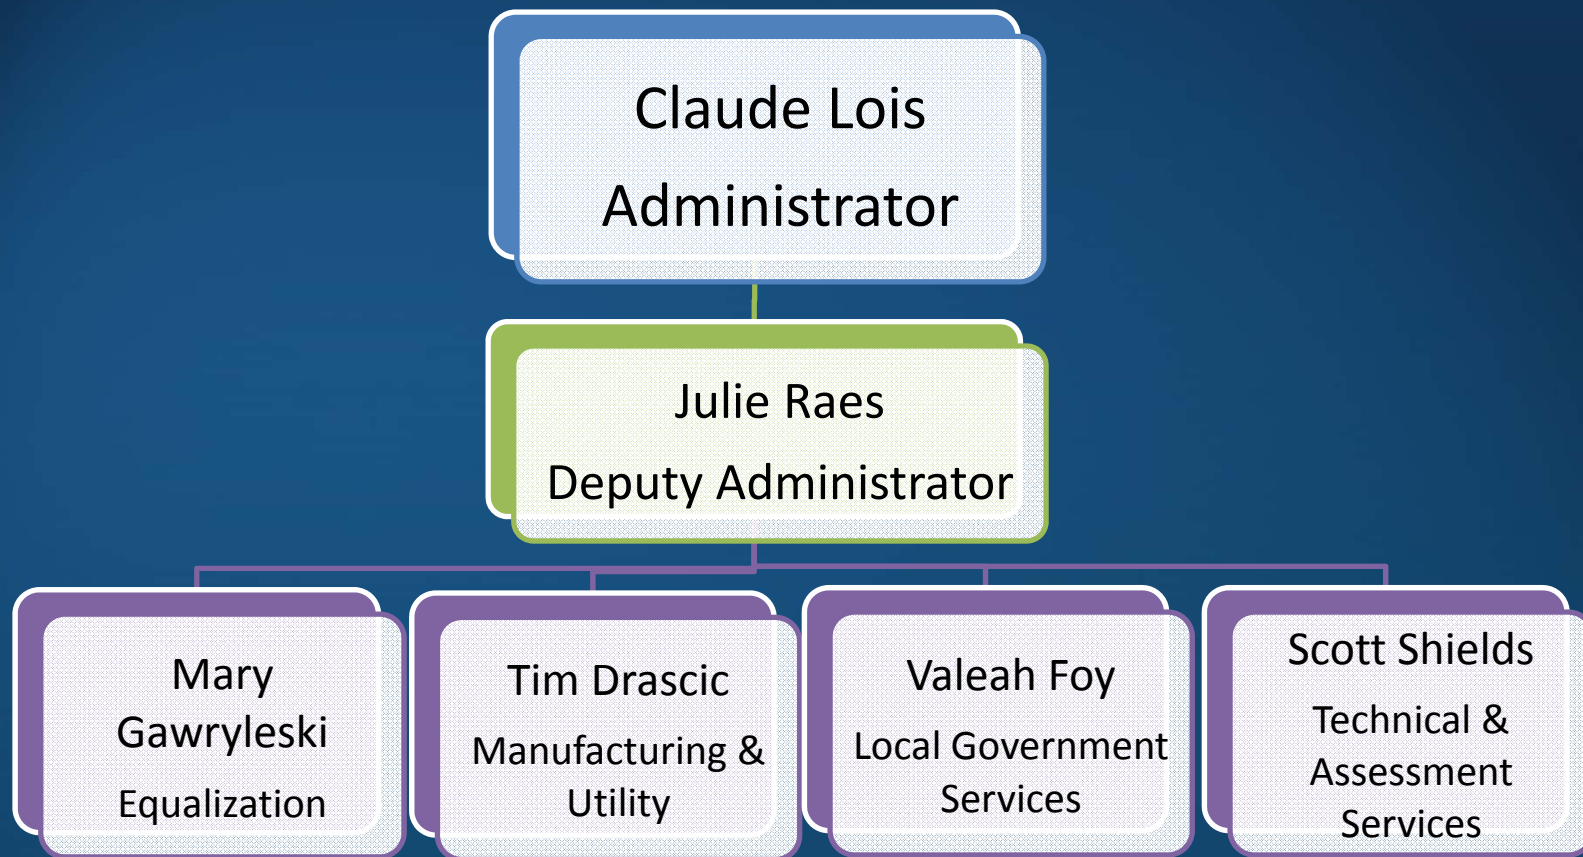 Claude Lois
Administrator
Julie Raes
Deputy Administrator
Mary
Gawryleski
Equalization
Tim Drascic
Manufacturing &
Utility
Valeah Foy
Local Government
Services
Scott Shields
Technical &
Assessment
Services